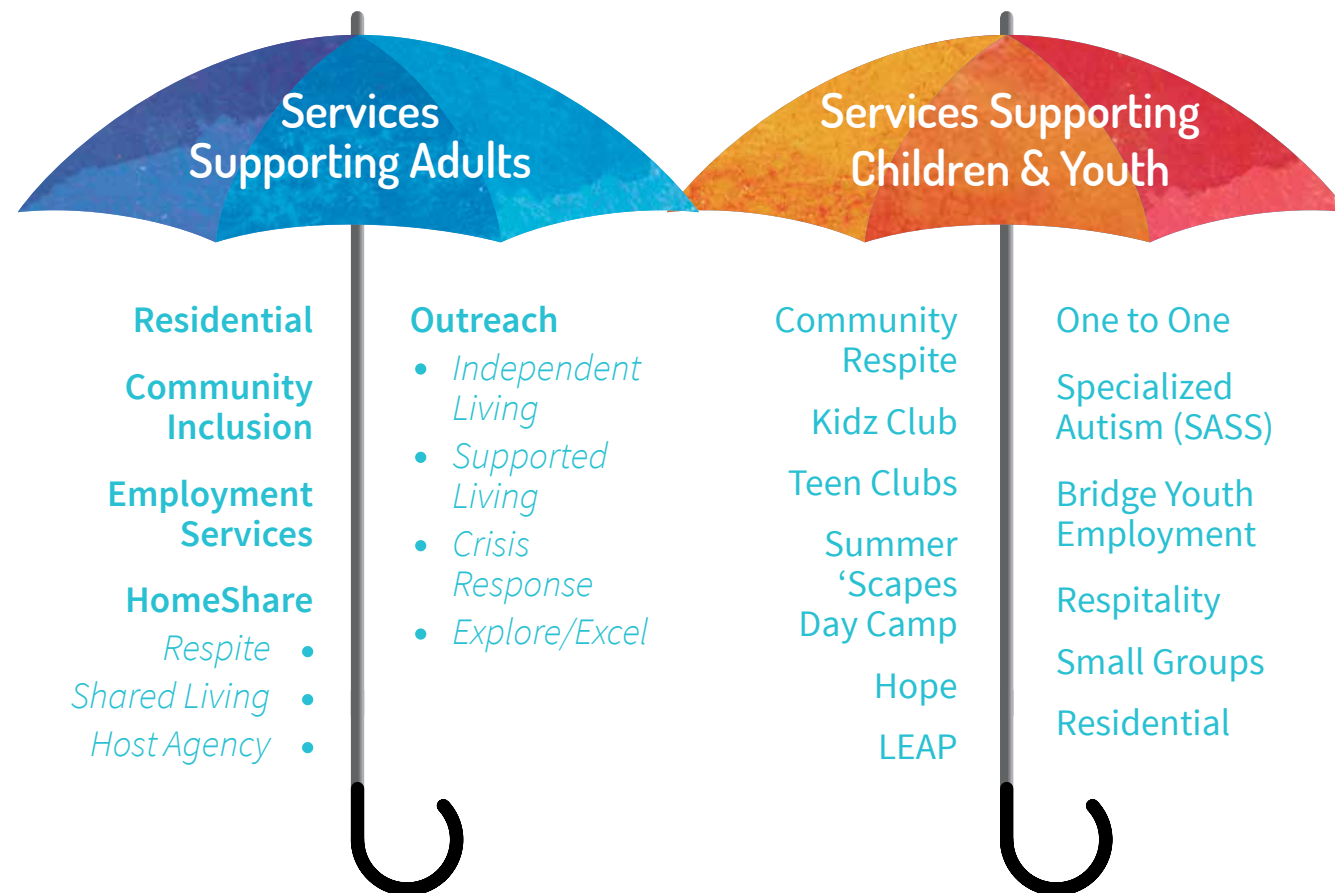 Services
Supporting Adults
Residential
Community
Inclusion
Employment
Services
HomeShare
Respite •
Shared Living •
Host Agency •
Outreach
• Independent
Living
• Supported
Living
• Crisis
Response
• Explore/Excel
Services Supporting
Children & Youth
Community
Respite
Kidz Club
Teen Clubs
Summer
‘Scapes
Day Camp
Hope
LEAP
One to One
Specialized
Autism (SASS)
Bridge Youth
Employment
Respitality
Small Groups
Residential